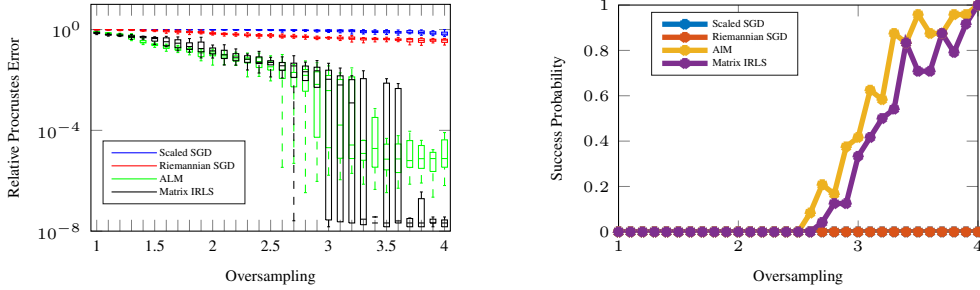 Relative Procrustes Error
10^0
10^-4
10^-8
Scaled SGD
Riemannian SGD
ALM
Matrix IRLS
1 1.5 2 2.5 3 3.5 4
Oversampling
Success Probability
1
0.8
0.6
0.4
0.2
0
Scaled SGD
Riemannian SGD
AlM
Matrix IRLS
1 2 3 4
Oversampling